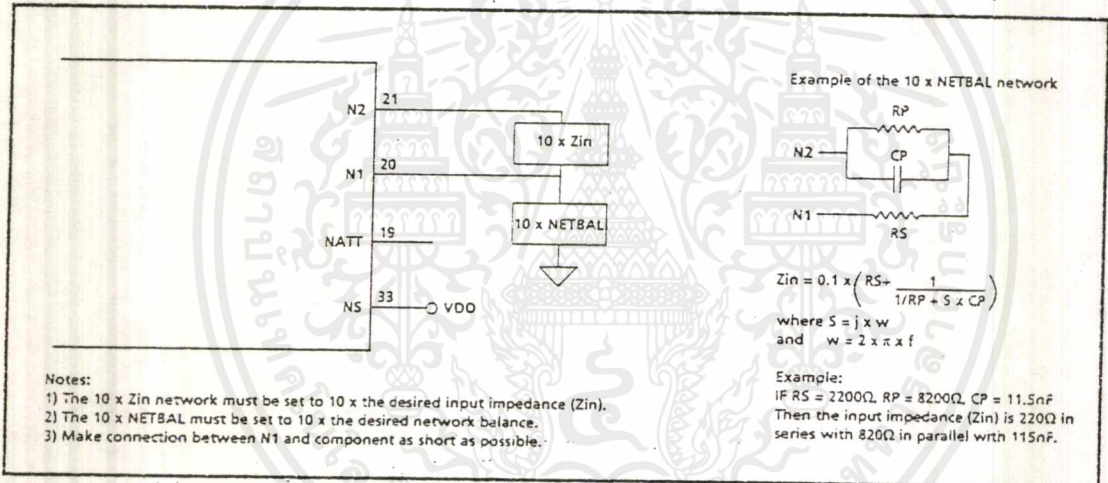 N2 21
10 x Zin
N1 20
10 x NETBAL
NATT 19
NS 33
VDD
Notes:
1) The 10 x Zin network must be set to 10 x the desired input impedance (Zin).
2) The 10 x NETBAL must be set to 10 x the desired network balance.
3) Make connection between N1 and component as short as possible.
Example of the 10 x NETBAL network
RP
N2
CP
N1
RS
Zin = 0.1 x ( RS+ 1 / 1/RP + S x CP )
where S = j x w
and w = 2 x π x f
Example:
IF RS = 2200Ω, RP = 8200Ω, CP = 11.5nF
Then the input impedance (Zin) is 220Ω in
series with 820Ω in parallel with 115nF.